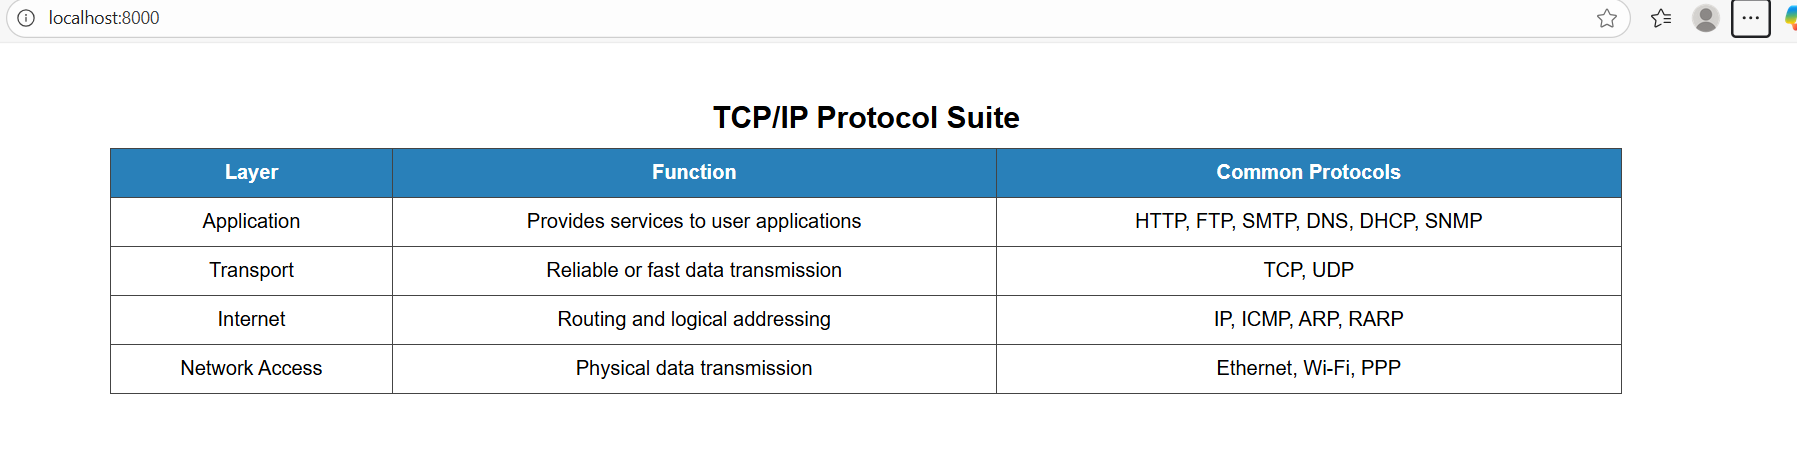 localhost:8000
TCP/IP Protocol Suite
Layer Function Common Protocols
Application Provides services to user applications HTTP, FTP, SMTP, DNS, DHCP, SNMP
Transport Reliable or fast data transmission TCP, UDP
Internet Routing and logical addressing IP, ICMP, ARP, RARP
Network Access Physical data transmission Ethernet, Wi-Fi, PPP